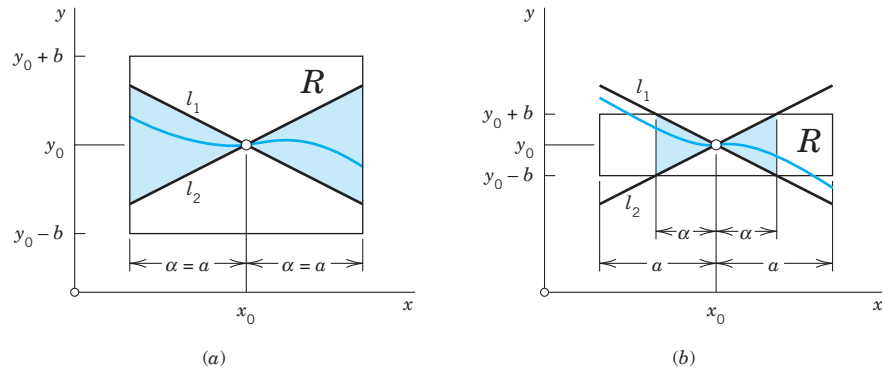 y
y₀ + b
R
l₁
y₀
l₂
y₀ – b
α = a
α = a
x₀
x
(a)
y
l₁
y₀ + b
y₀
R
y₀ – b
l₂
α
α
a
a
x₀
x
(b)